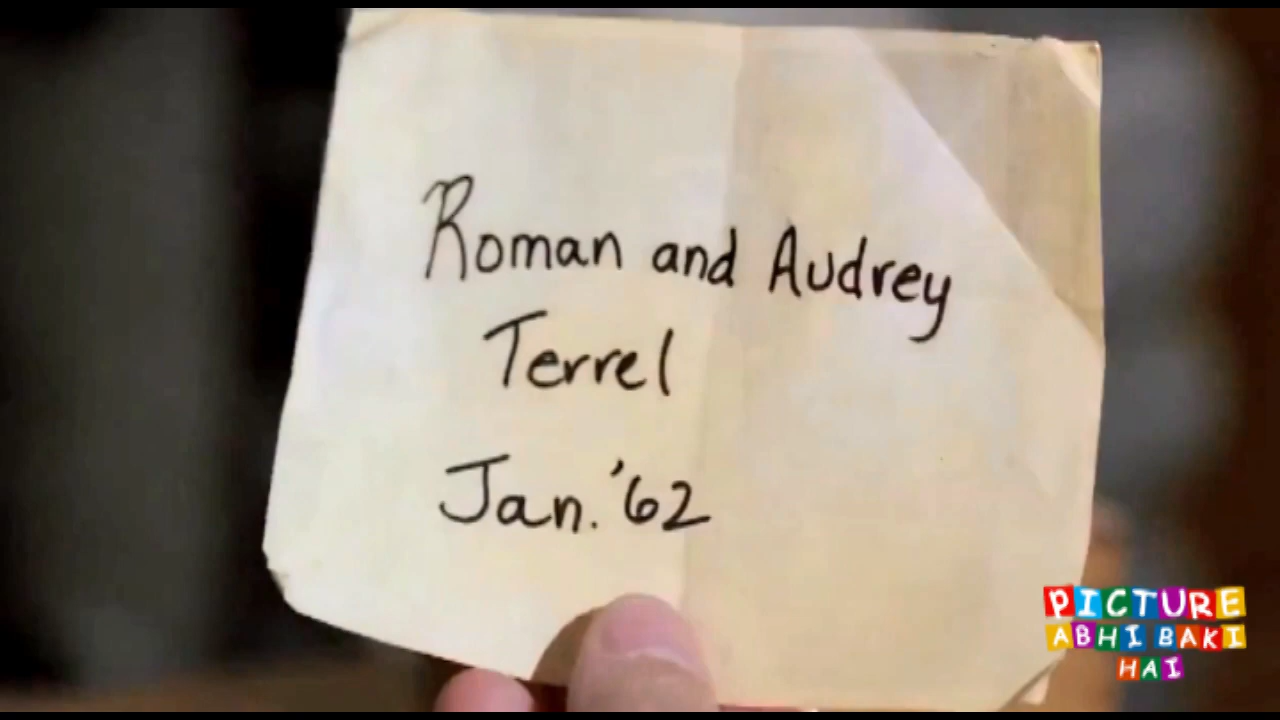 Roman and Audrey
Terrel
Jan. '62
PICTURE
ABHI BAKI
HAI